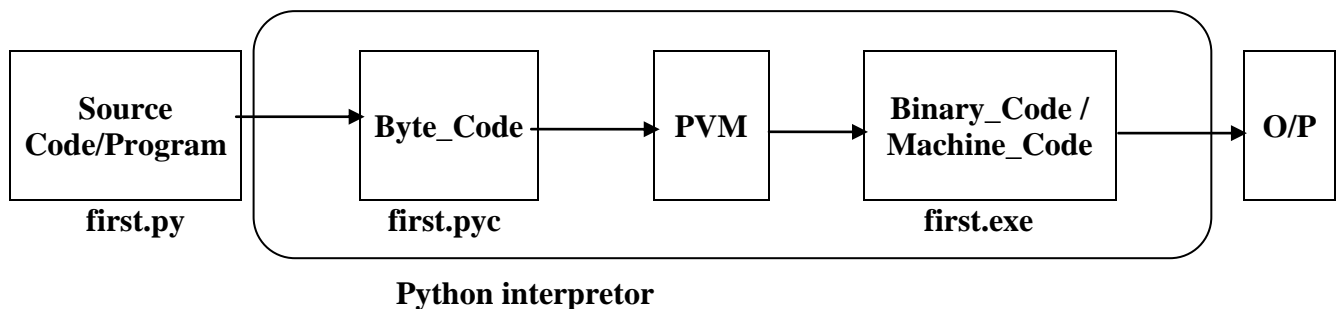 Source
Code/Program
first.py
Byte_Code
first.pyc
PVM
Binary_Code /
Machine_Code
first.exe
O/P
Python interpretor